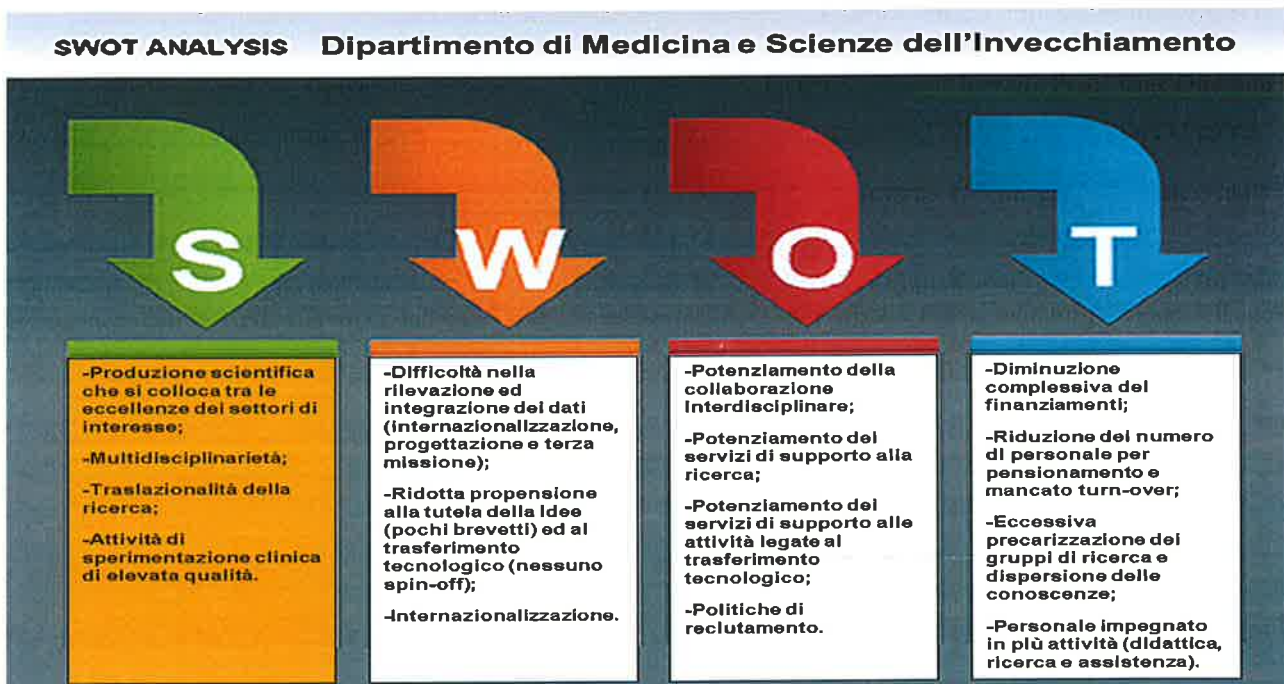 SWOT ANALYSIS Dipartimento di Medicina e Scienze dell'Invecchiamento
S
-Produzione scientifica
che si colloca tra le
eccellenze dei settori di
interesse;
-Multidisciplinarietà;
-Traslazionalità della
ricerca;
-Attività di
sperimentazione clinica
di elevata qualità.
W
-Difficoltà nella
rilevazione ed
integrazione dei dati
(internazionalizzazione,
progettazione e terza
missione);
-Ridotta propensione
alla tutela della idee
(pochi brevetti) ed al
trasferimento
tecnologico (nessuno
spin-off);
-Internazionalizzazione.
O
-Potenziamento della
collaborazione
interdisciplinare;
-Potenziamento dei
servizi di supporto alla
ricerca;
-Potenziamento dei
servizi di supporto alle
attività legate al
trasferimento
tecnologico;
-Politiche di
reclutamento.
T
-Diminuzione
complessiva dei
finanziamenti;
-Riduzione del numero
di personale per
pensionamento e
mancato turn-over;
-Eccessiva
precarizzazione dei
gruppi di ricerca e
dispersione delle
conoscenze;
-Personale impegnato
in più attività (didattica,
ricerca e assistenza).